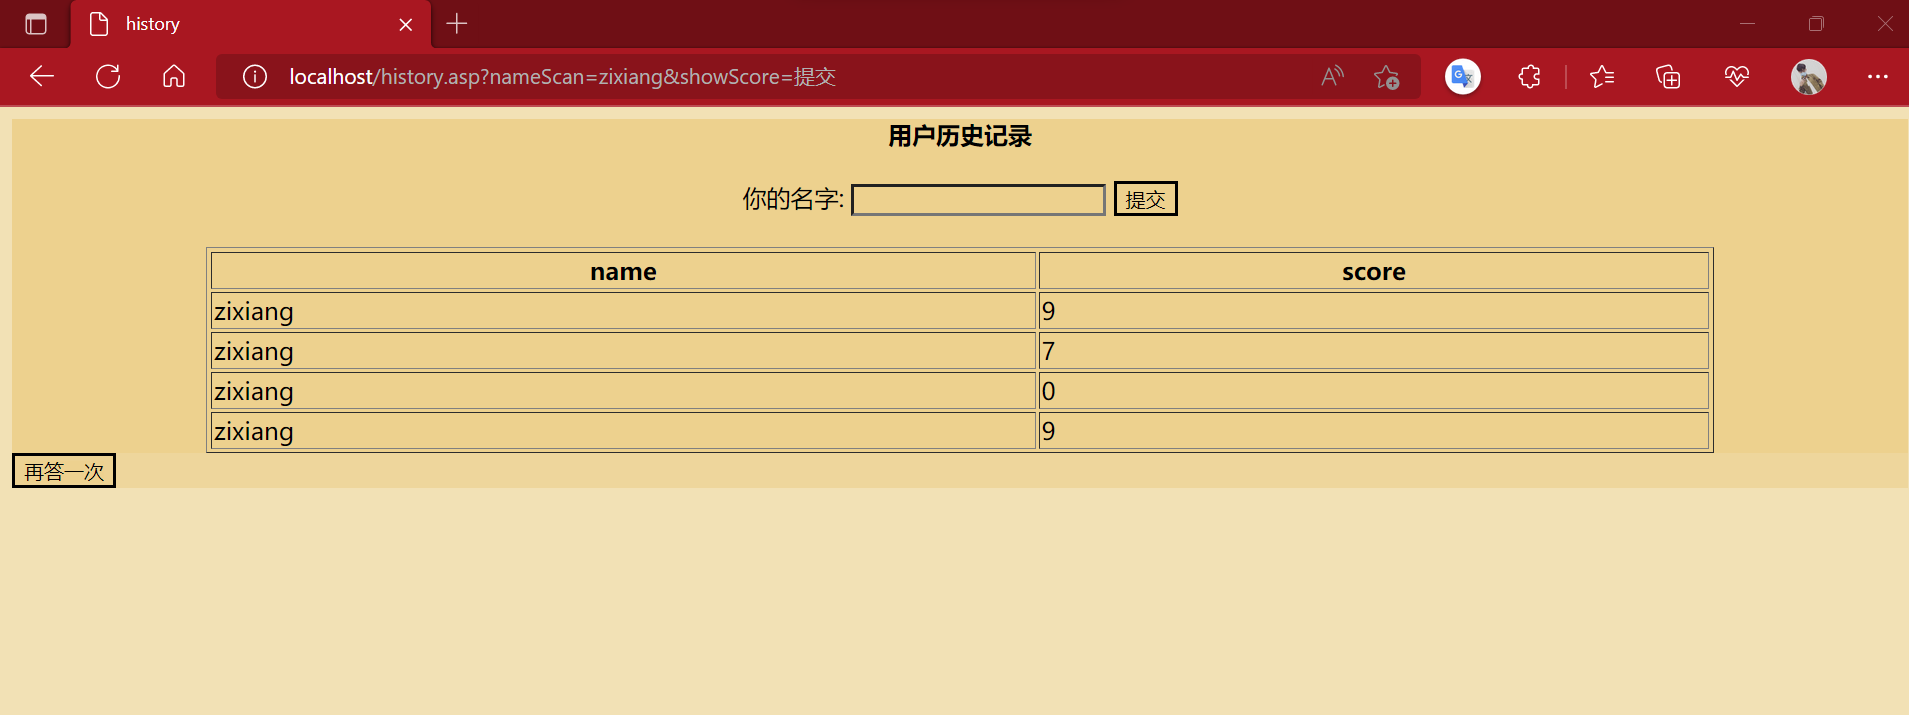 history
localhost/history.asp?nameScan=zixiang&showScore=提交
用户历史记录
你的名字: 提交
name score
zixiang 9
zixiang 7
zixiang 0
zixiang 9
再答一次